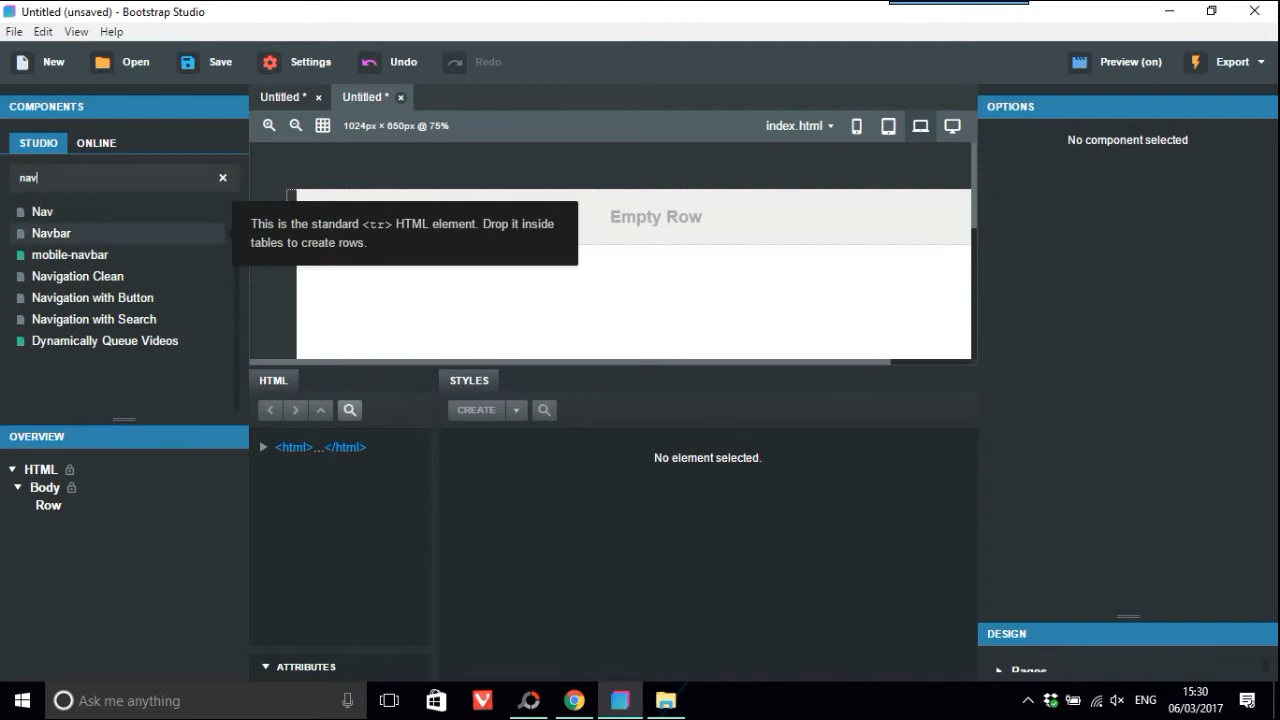 Untitled (unsaved) - Bootstrap Studio
File Edit View Help
New Open Save Settings Undo Redo Preview (on) Export
COMPONENTS
STUDIO ONLINE
nav
Nav
Navbar
mobile-navbar
Navigation Clean
Navigation with Button
Navigation with Search
Dynamically Queue Videos
OVERVIEW
HTML
Body
Row
Untitled * Untitled *
1024px × 650px @ 75% index.html
Empty Row
This is the standard <tr> HTML element. Drop it inside
tables to create rows.
HTML
<html>...</html>
ATTRIBUTES
STYLES
CREATE
No element selected.
OPTIONS
No component selected
DESIGN
Pages
Ask me anything
ENG
15:30
06/03/2017